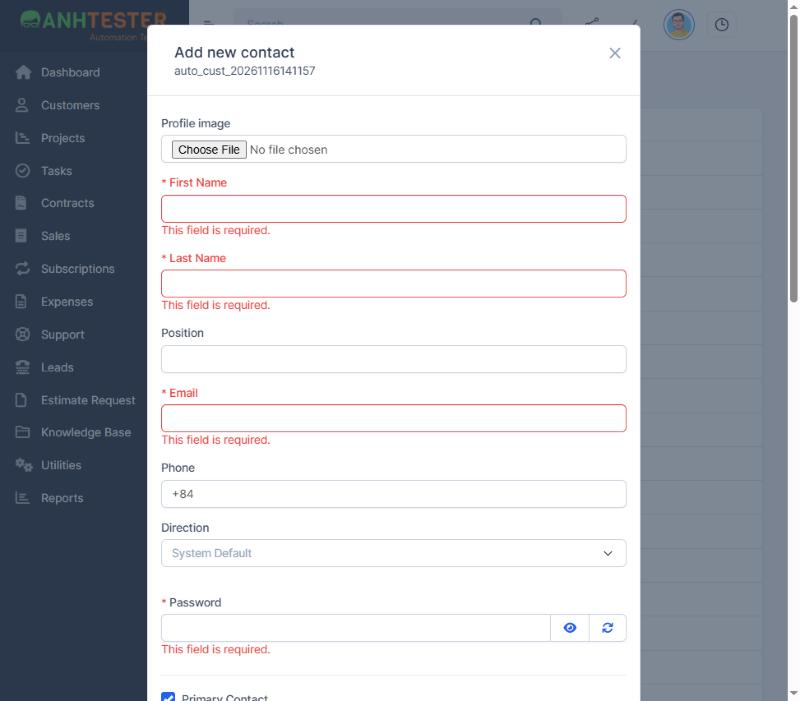 ANHTESTER
Automation Te
Search
Add new contact
auto_cust_20261116141157
Dashboard
Customers
Projects
Tasks
Contracts
Sales
Subscriptions
Expenses
Support
Leads
Estimate Request
Knowledge Base
Utilities
Reports
Profile image
Choose File No file chosen
* First Name
This field is required.
* Last Name
This field is required.
Position
* Email
This field is required.
Phone
+84
Direction
System Default
* Password
This field is required.
Primary Contact